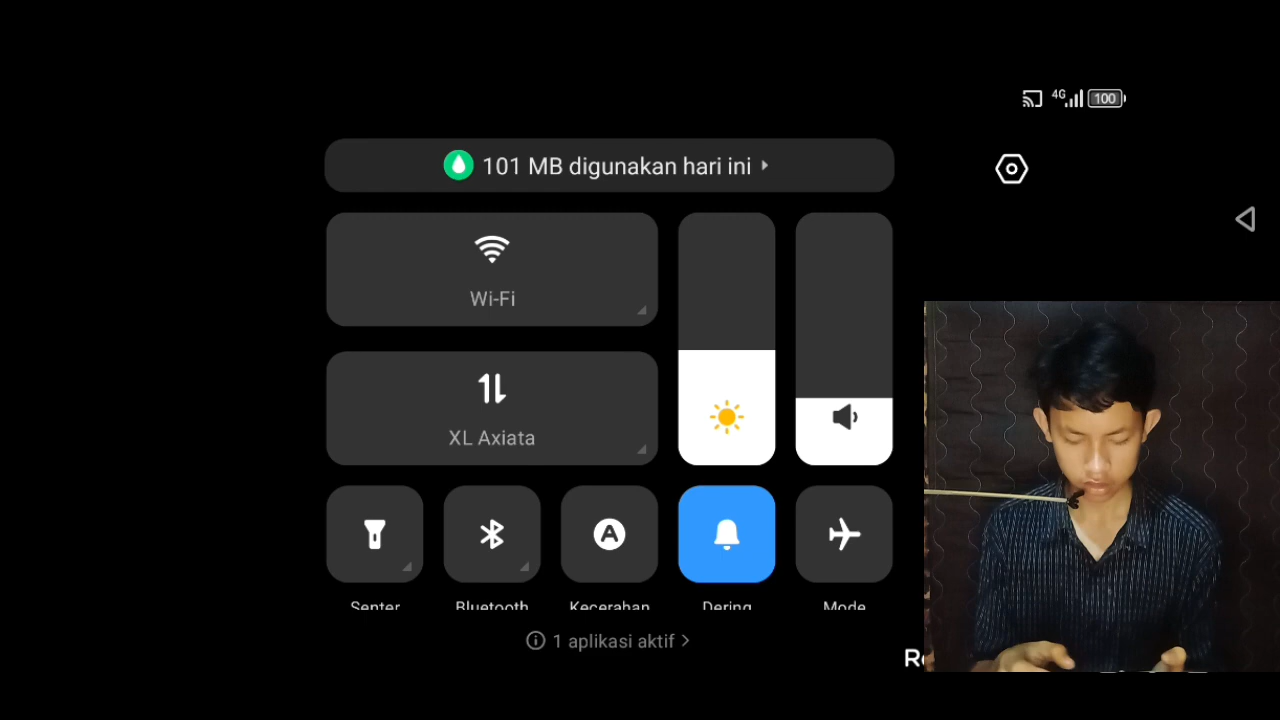 4G
100
101 MB digunakan hari ini
Wi-Fi
XL Axiata
A
Senter
Bluetooth
Kecerahan
Dering
Mode
1 aplikasi aktif